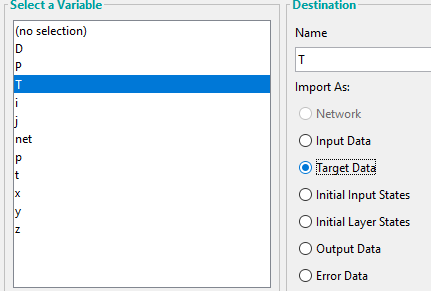 Select a Variable
(no selection)
D
P
T
i
j
net
p
t
x
y
z
Destination
Name
T
Import As:
Network
Input Data
Target Data
Initial Input States
Initial Layer States
Output Data
Error Data